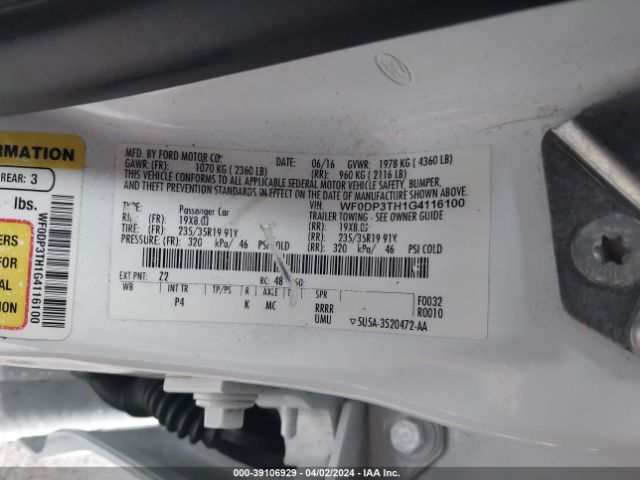 RMATION
REAR: 3
lbs.
ERS
FOR
ION
WF0DP3TH1G4116100
MFD. BY FORD MOTOR CO. DATE: 06/16 GVWR: 1978 KG ( 4360 LB)
GAWR: (FR): 1070 KG ( 2360 LB) (RR): 960 KG ( 2116 LB)
THIS VEHICLE CONFORMS TO ALL APPLICABLE FEDERAL MOTOR VEHICLE SAFETY, BUMPER,
AND THEFT PREVENTION STANDARDS IN EFFECT ON THE DATE OF MANUFACTURE SHOWN ABOVE.
VIN: WF0DP3TH1G4116100
TYPE: Passenger Car TRAILER TOWING - SEE OWNER GUIDE
(FR): 19X8.0J (RR): 19X8.0J
TIRE: (FR): 235/35R19 91Y (RR): 235/35R19 91Y
PRESSURE: (FR): 320 kPa/ 46 PSI COLD (RR): 320 kPa/ 46 PSI COLD
EXT PNT: Z2 RC: 48 SO:
WB INT TR TP/PS R AXLE SPR F0032
P4 K MC RRRR R0010
UMU 5U5A-3520472-AA
000-39106929 - 04/02/2024 - IAA Inc.